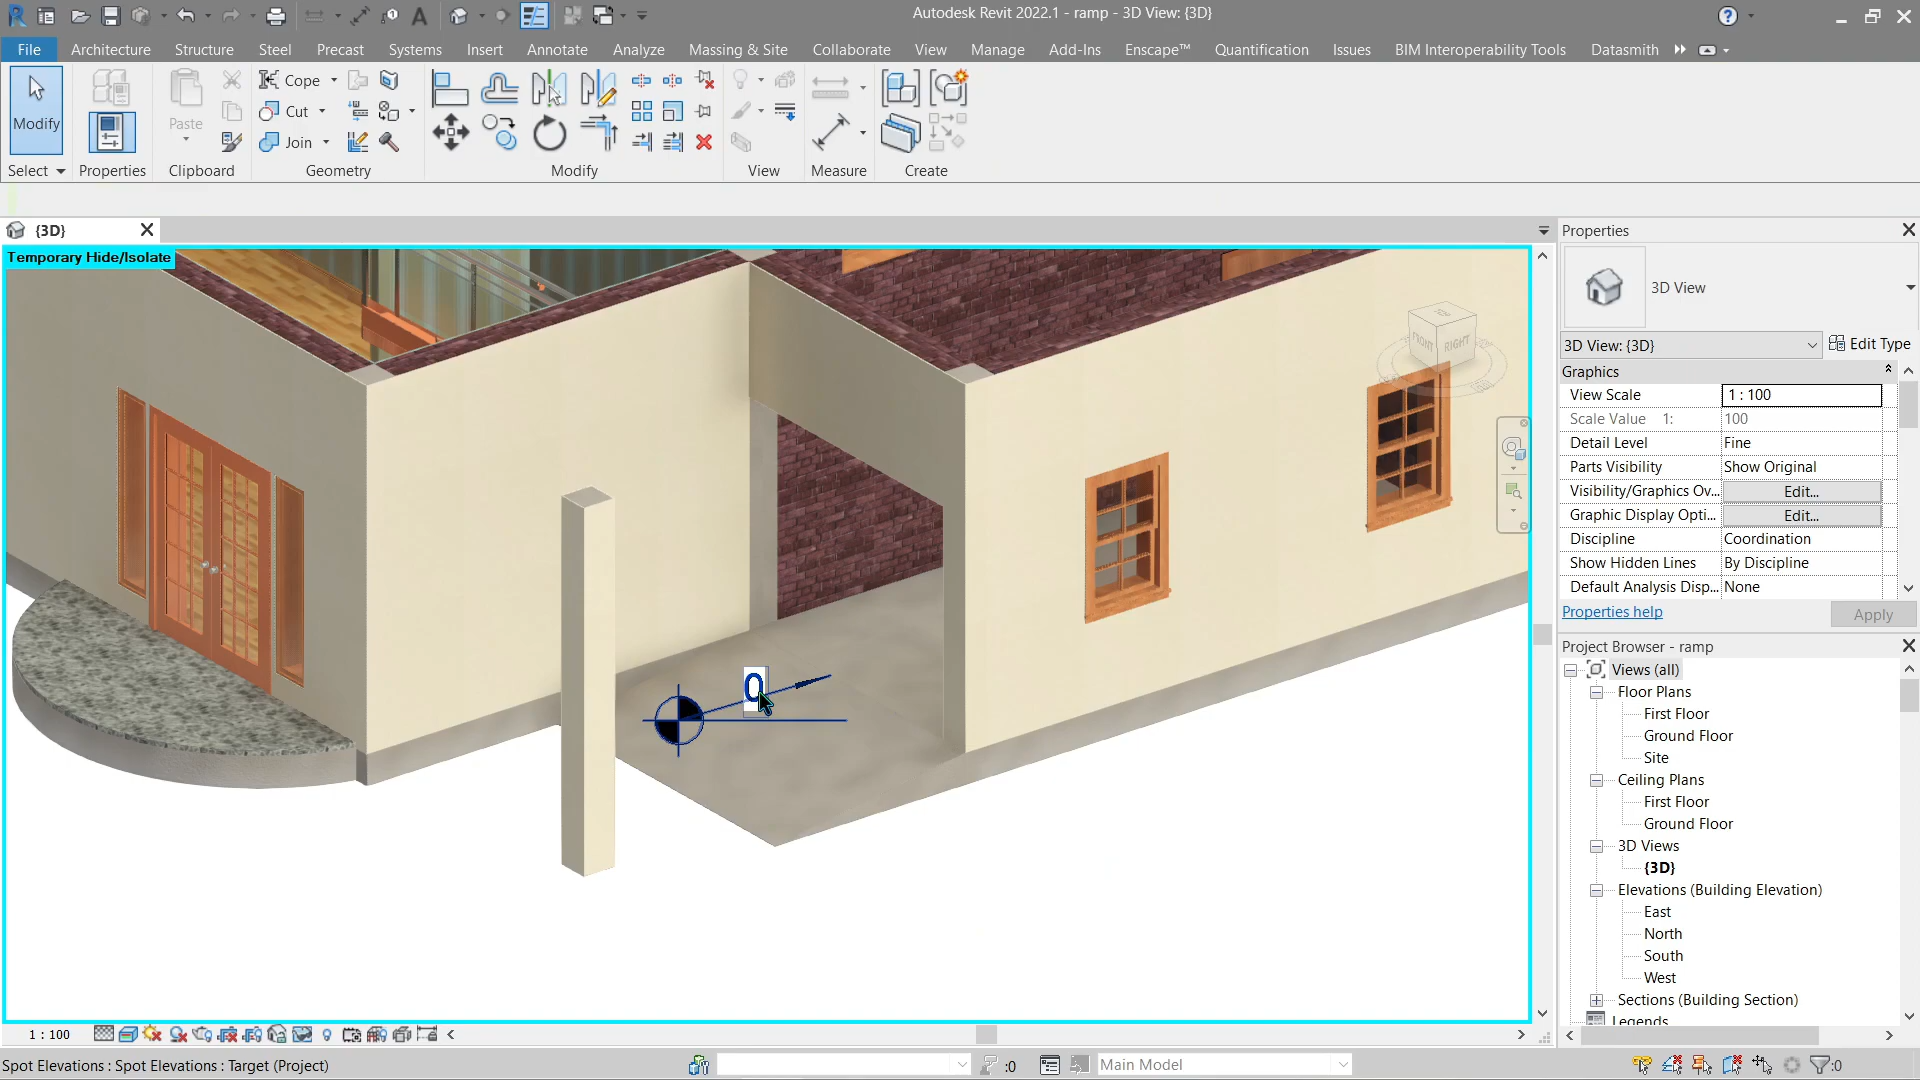 Autodesk Revit 2022.1 - ramp - 3D View: {3D}
File Architecture Structure Steel Precast Systems Insert Annotate Analyze Massing & Site Collaborate View Manage Add-Ins Enscape™ Quantification Issues BIM Interoperability Tools Datasmith
Modify
Paste
Cope
Cut
Join
Select Properties Clipboard Geometry Modify View Measure Create
{3D}
Temporary Hide/Isolate
FRONT RIGHT
0
Properties
3D View
3D View: {3D} Edit Type
Graphics
View Scale 1 : 100
Scale Value 1: 100
Detail Level Fine
Parts Visibility Show Original
Visibility/Graphics Ov... Edit...
Graphic Display Opti... Edit...
Discipline Coordination
Show Hidden Lines By Discipline
Default Analysis Disp... None
Properties help Apply
Project Browser - ramp
Views (all)
Floor Plans
First Floor
Ground Floor
Site
Ceiling Plans
First Floor
Ground Floor
3D Views
{3D}
Elevations (Building Elevation)
East
North
South
West
Sections (Building Section)
Legends
1 : 100
Spot Elevations : Spot Elevations : Target (Project) :0 Main Model :0